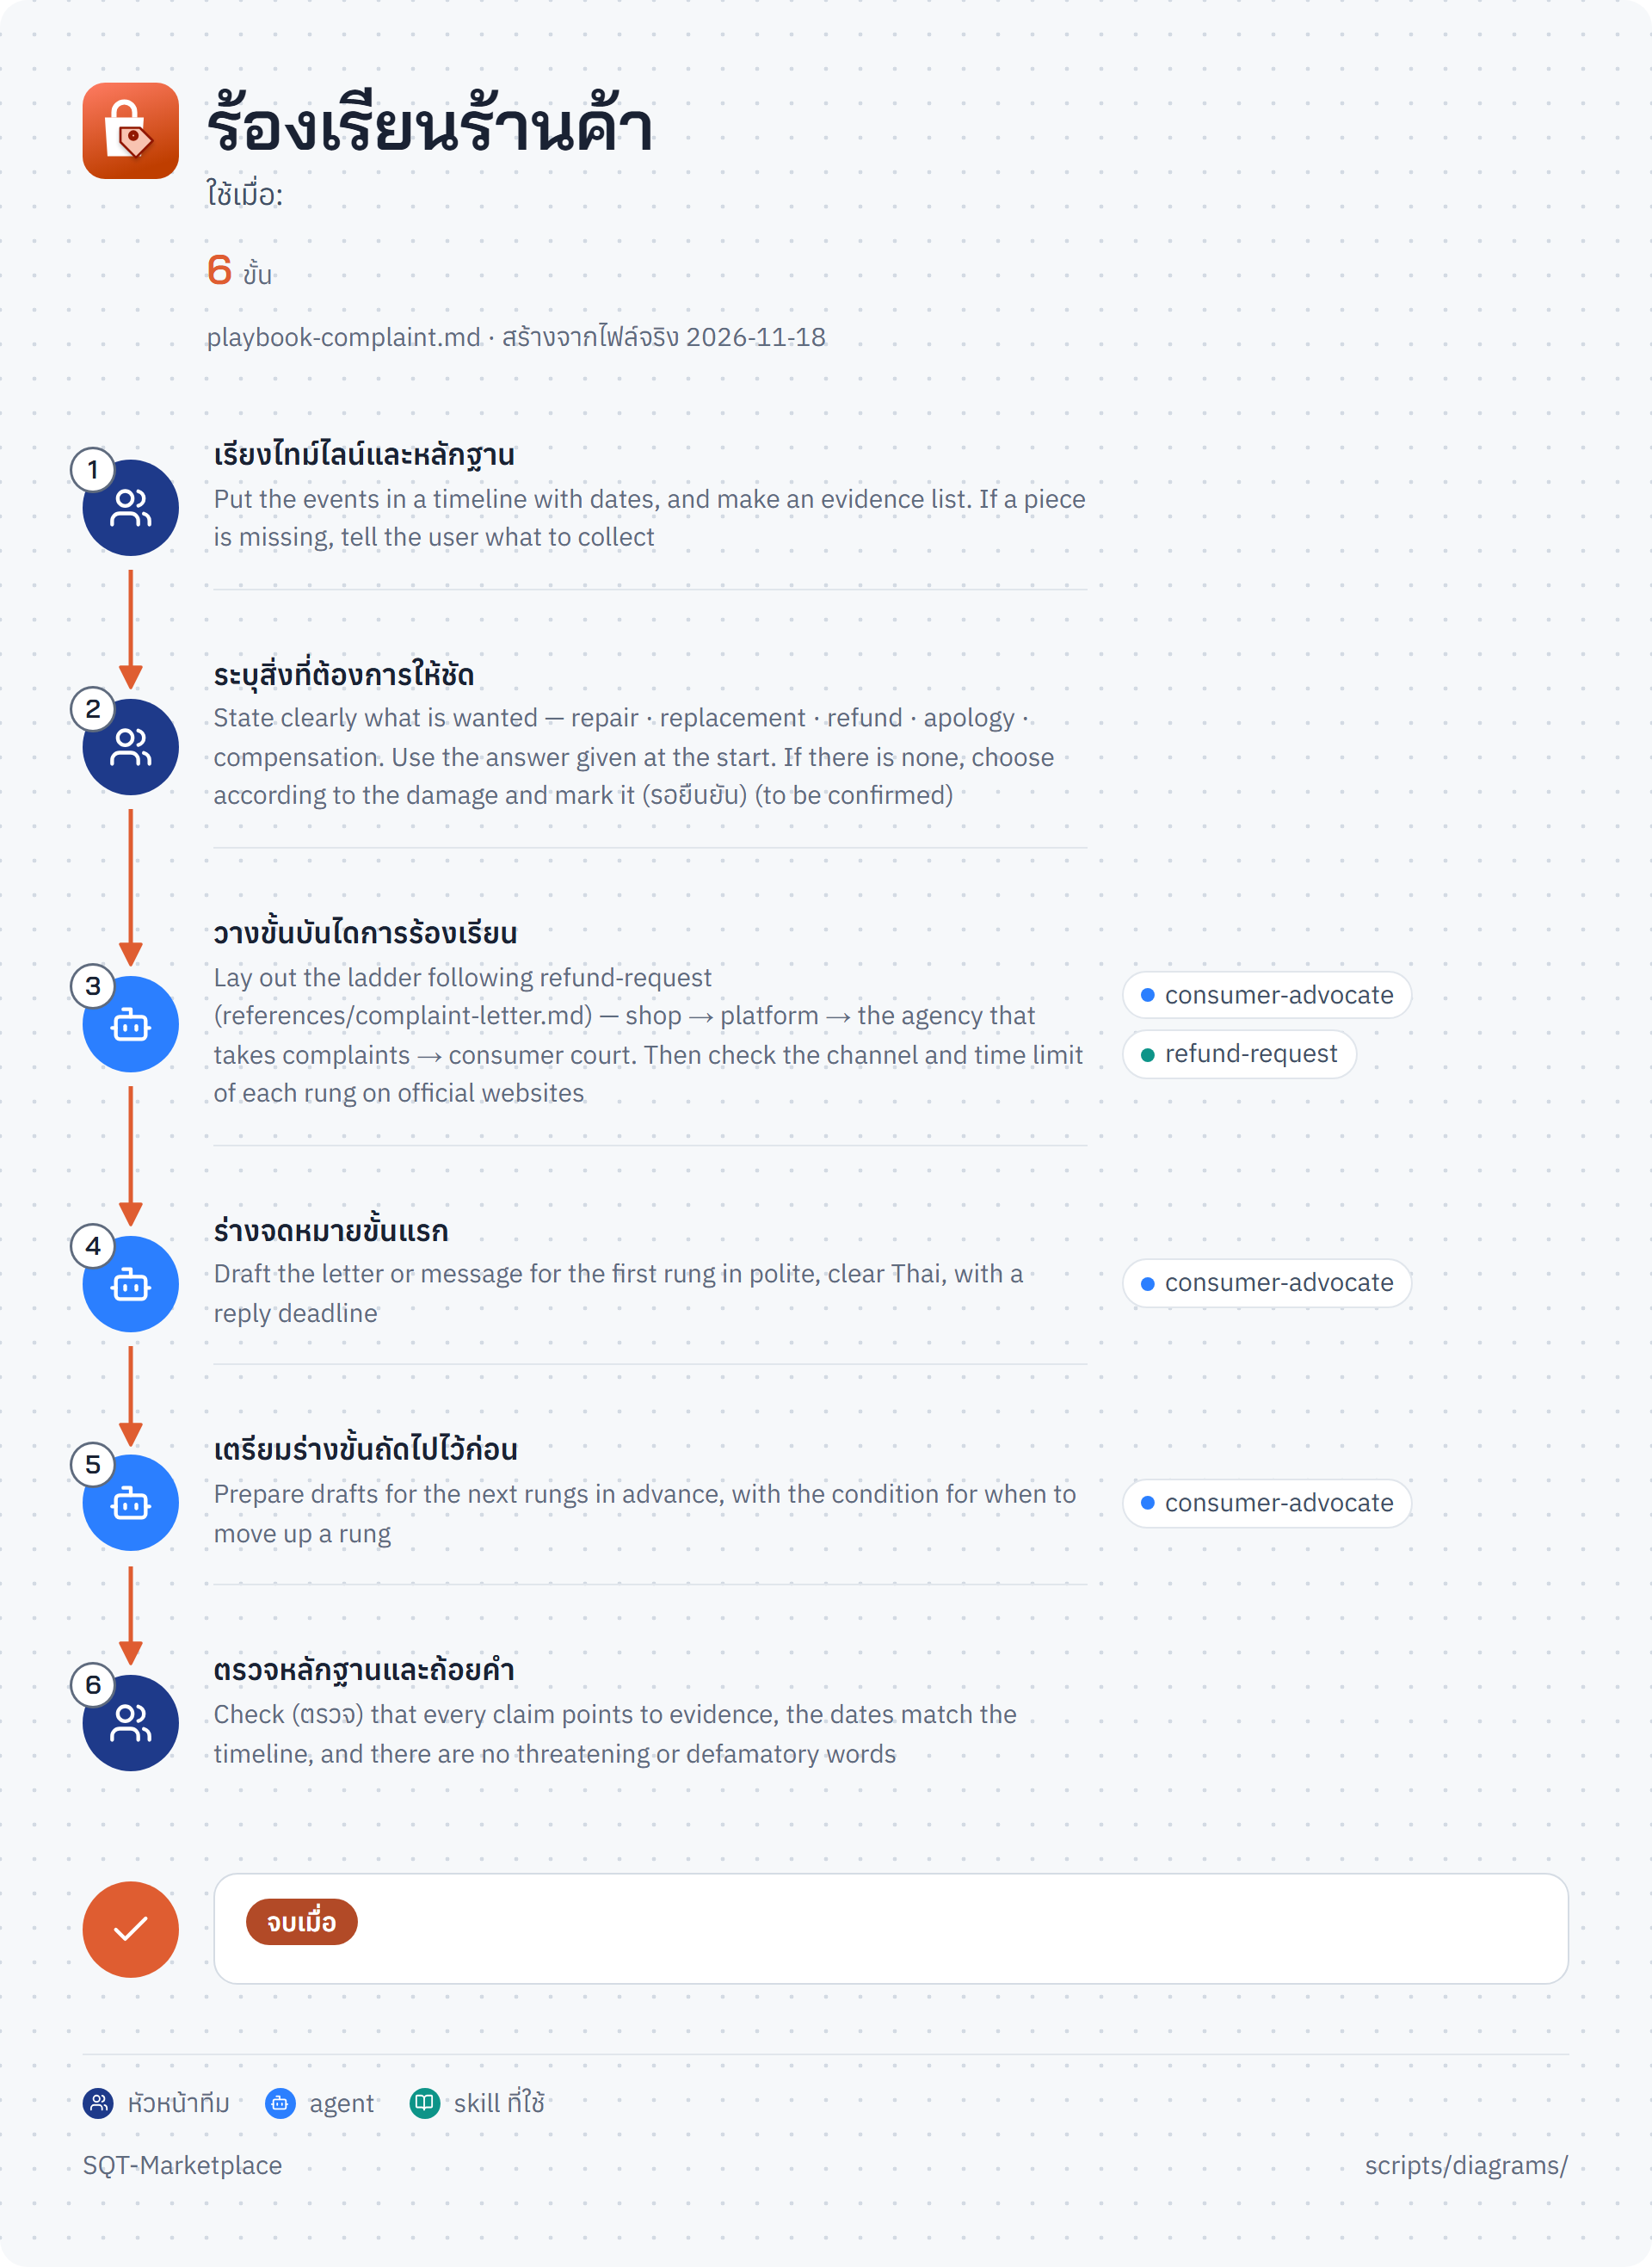 ร้องเรียนร้านค้า
ใช้เมื่อ:
6 ขั้น
playbook-complaint.md · สร้างจากไฟล์จริง 2026-11-18
1
เรียงไทม์ไลน์และหลักฐาน
Put the events in a timeline with dates, and make an evidence list. If a piece
is missing, tell the user what to collect
2
ระบุสิ่งที่ต้องการให้ชัด
State clearly what is wanted — repair · replacement · refund · apology ·
compensation. Use the answer given at the start. If there is none, choose
according to the damage and mark it (รอยืนยัน) (to be confirmed)
3
วางขั้นบันไดการร้องเรียน
Lay out the ladder following refund-request
(references/complaint-letter.md) — shop → platform → the agency that
takes complaints → consumer court. Then check the channel and time limit
of each rung on official websites
consumer-advocate
refund-request
4
ร่างจดหมายขั้นแรก
Draft the letter or message for the first rung in polite, clear Thai, with a
reply deadline
consumer-advocate
5
เตรียมร่างขั้นถัดไปไว้ก่อน
Prepare drafts for the next rungs in advance, with the condition for when to
move up a rung
consumer-advocate
6
ตรวจหลักฐานและถ้อยคำ
Check (ตรวจ) that every claim points to evidence, the dates match the
timeline, and there are no threatening or defamatory words
จบเมื่อ
หัวหน้าทีม agent skill ที่ใช้
SQT-Marketplace scripts/diagrams/